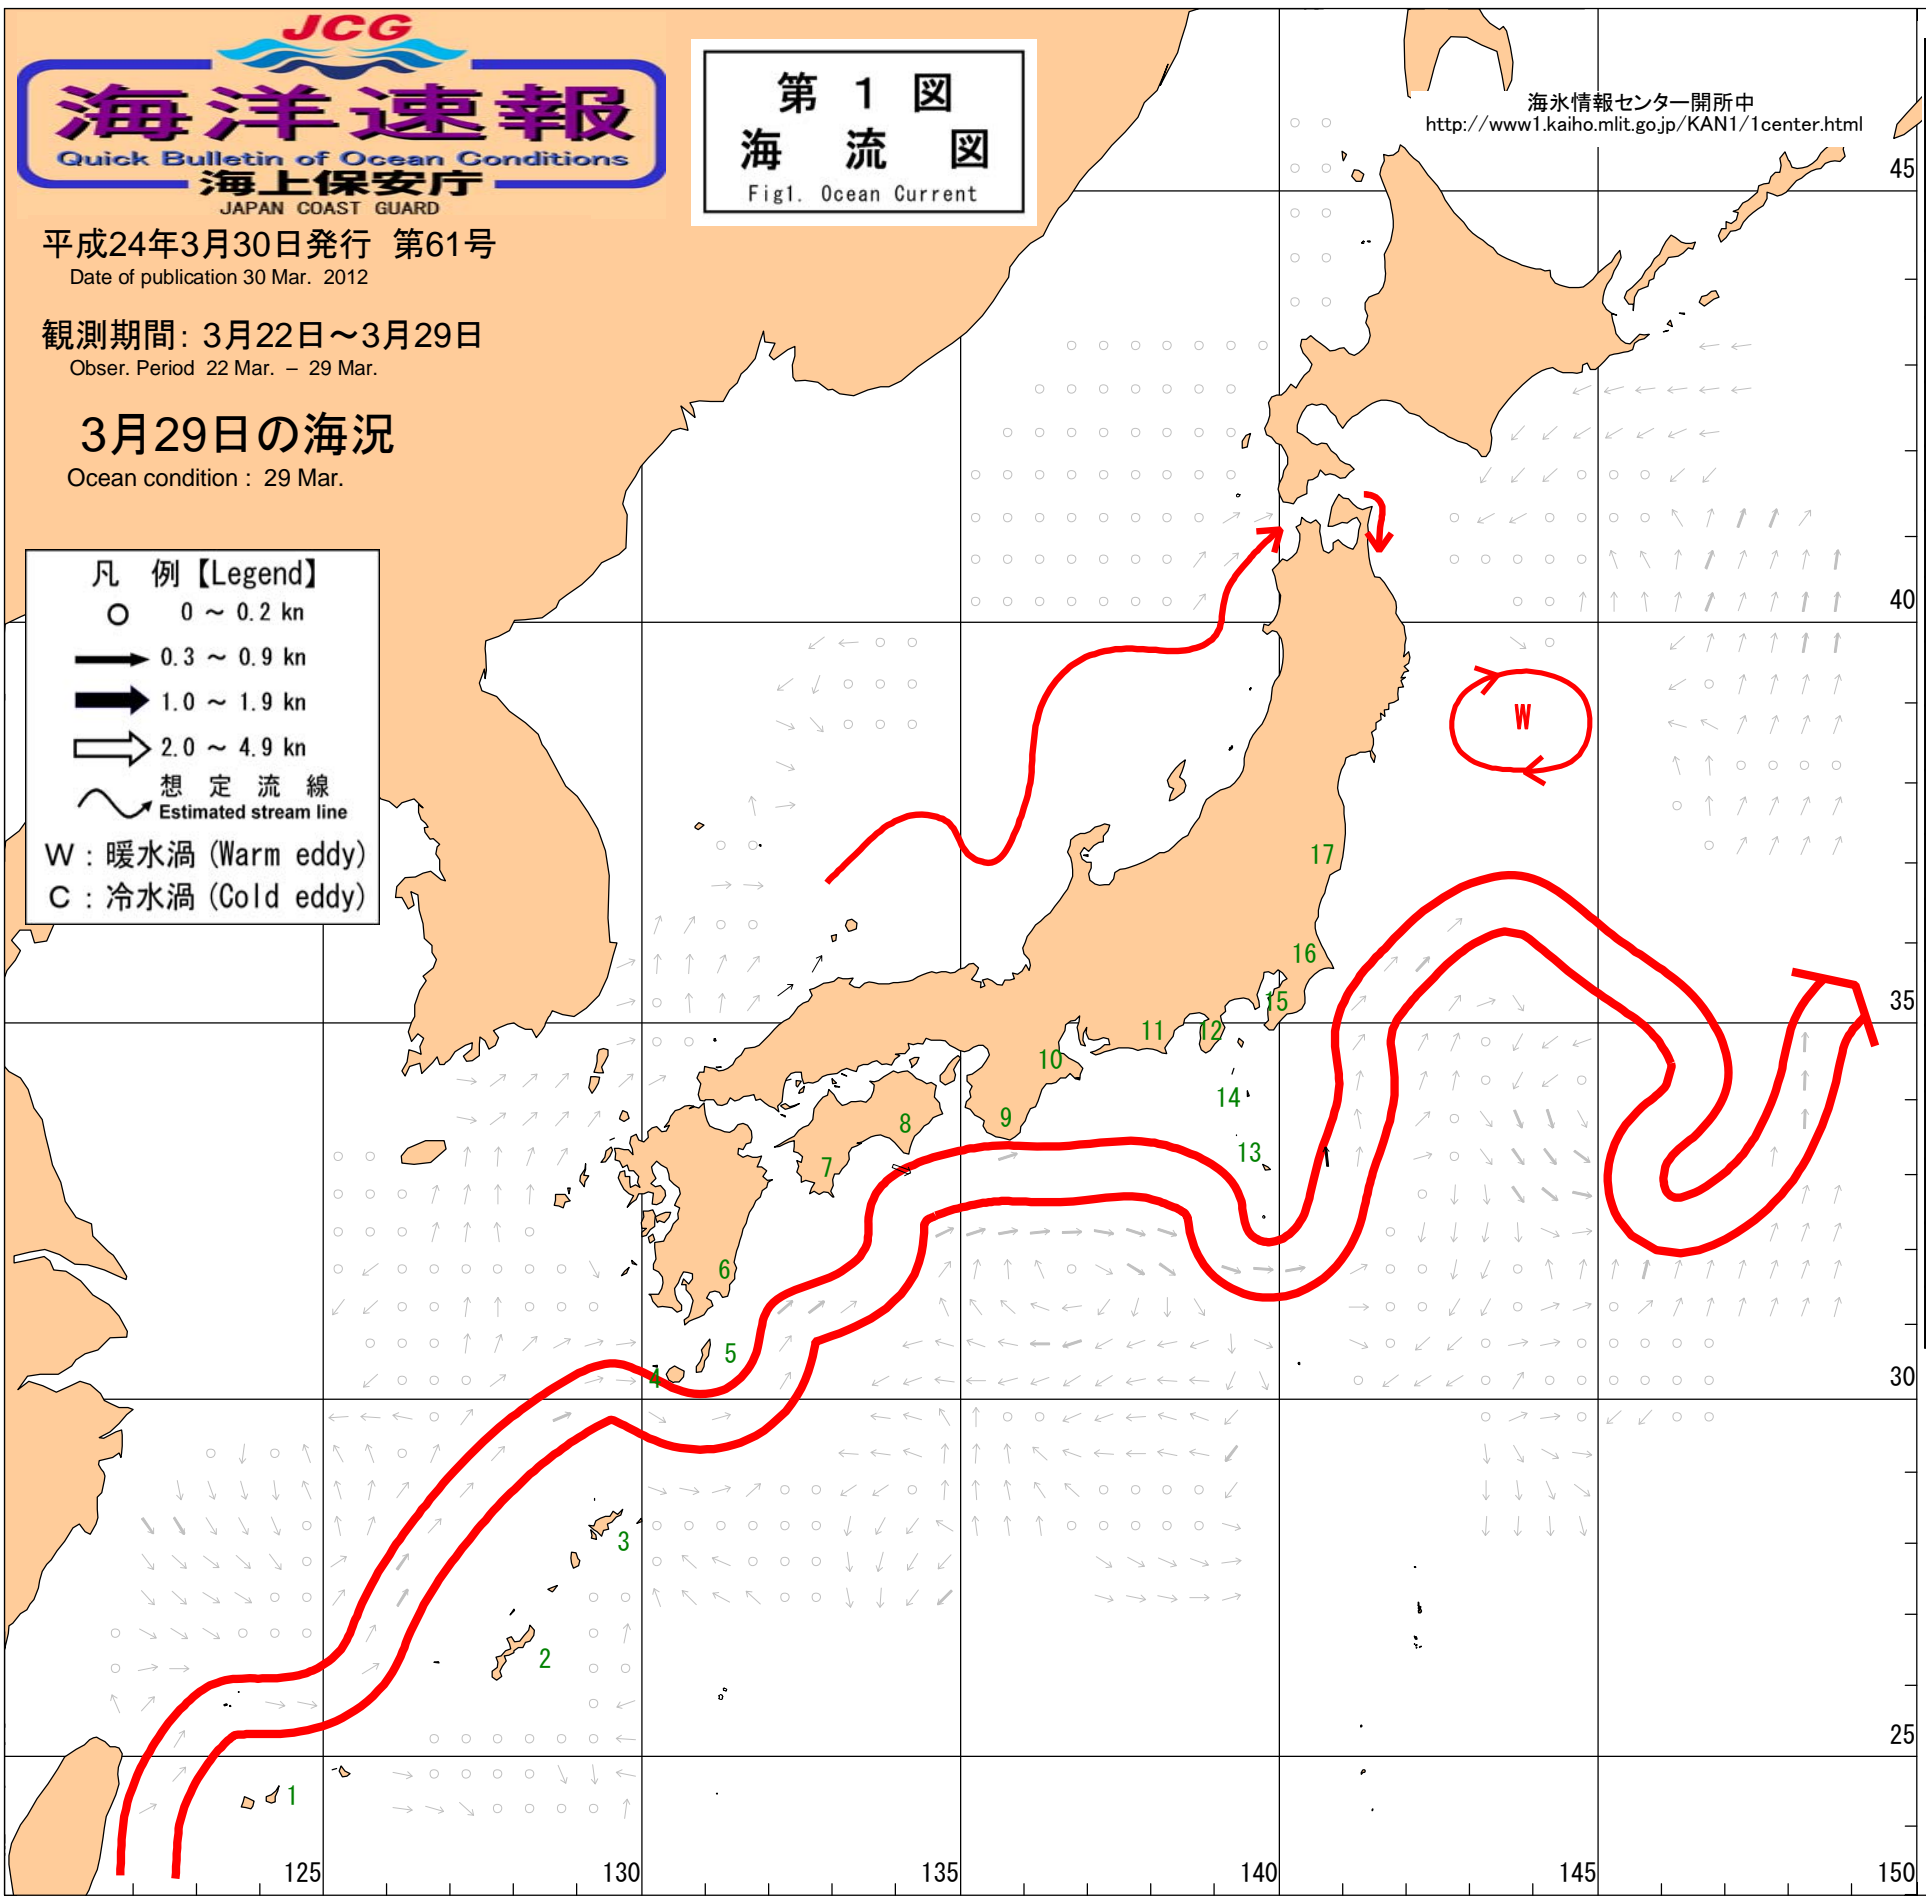 JCG
海洋速報
Quick Bulletin of Ocean Conditions
海上保安庁
JAPAN COAST GUARD
第 1 図
海 流 図
Fig1. Ocean Current
海氷情報センター開所中
http://www1.kaiho.mlit.go.jp/KAN1/1center.html
平成24年3月30日発行 第61号
Date of publication 30 Mar. 2012
観測期間: 3月22日～3月29日
Obser. Period 22 Mar. – 29 Mar.
3月29日の海況
Ocean condition : 29 Mar.
凡 例【Legend】
0 ～ 0.2 kn
0.3 ～ 0.9 kn
1.0 ～ 1.9 kn
2.0 ～ 4.9 kn
想 定 流 線
Estimated stream line
W : 暖水渦 (Warm eddy)
C : 冷水渦 (Cold eddy)
45
40
W
17
16
35
15
11
12
10
14
9
8
13
7
6
5
4
30
3
2
25
1
125
130
135
140
145
150